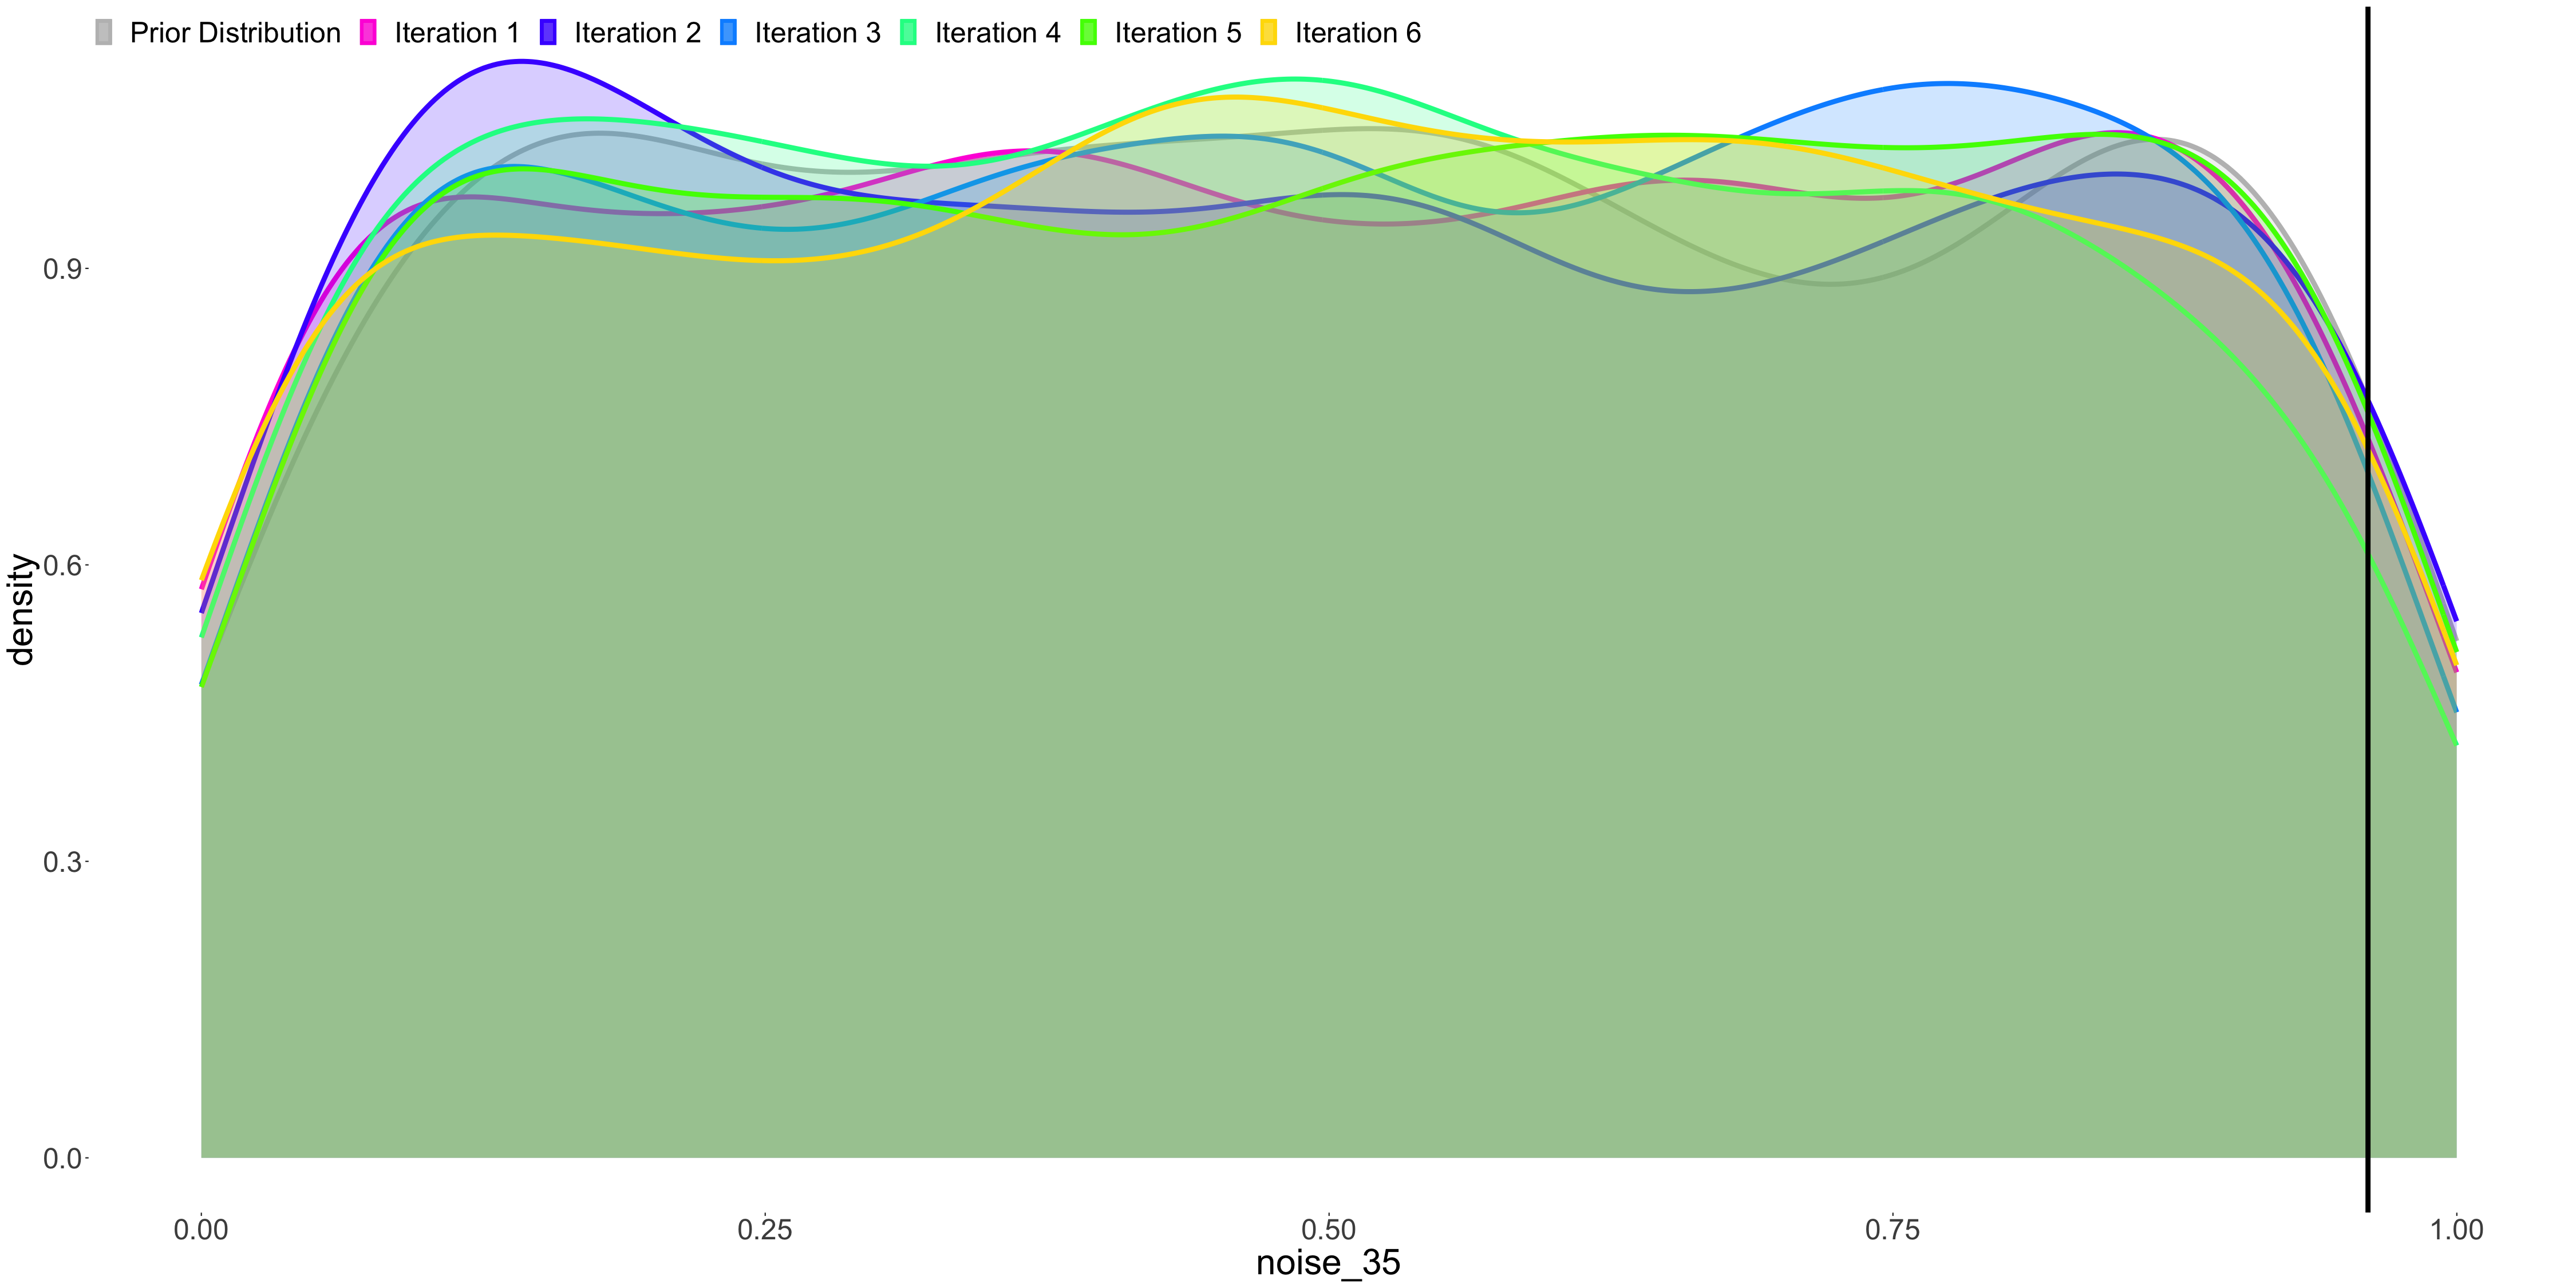 Prior Distribution Iteration 1 Iteration 2 Iteration 3 Iteration 4 Iteration 5 Iteration 6
density
0.9
0.6
0.3
0.0
0.00 0.25 0.50 0.75 1.00
noise_35